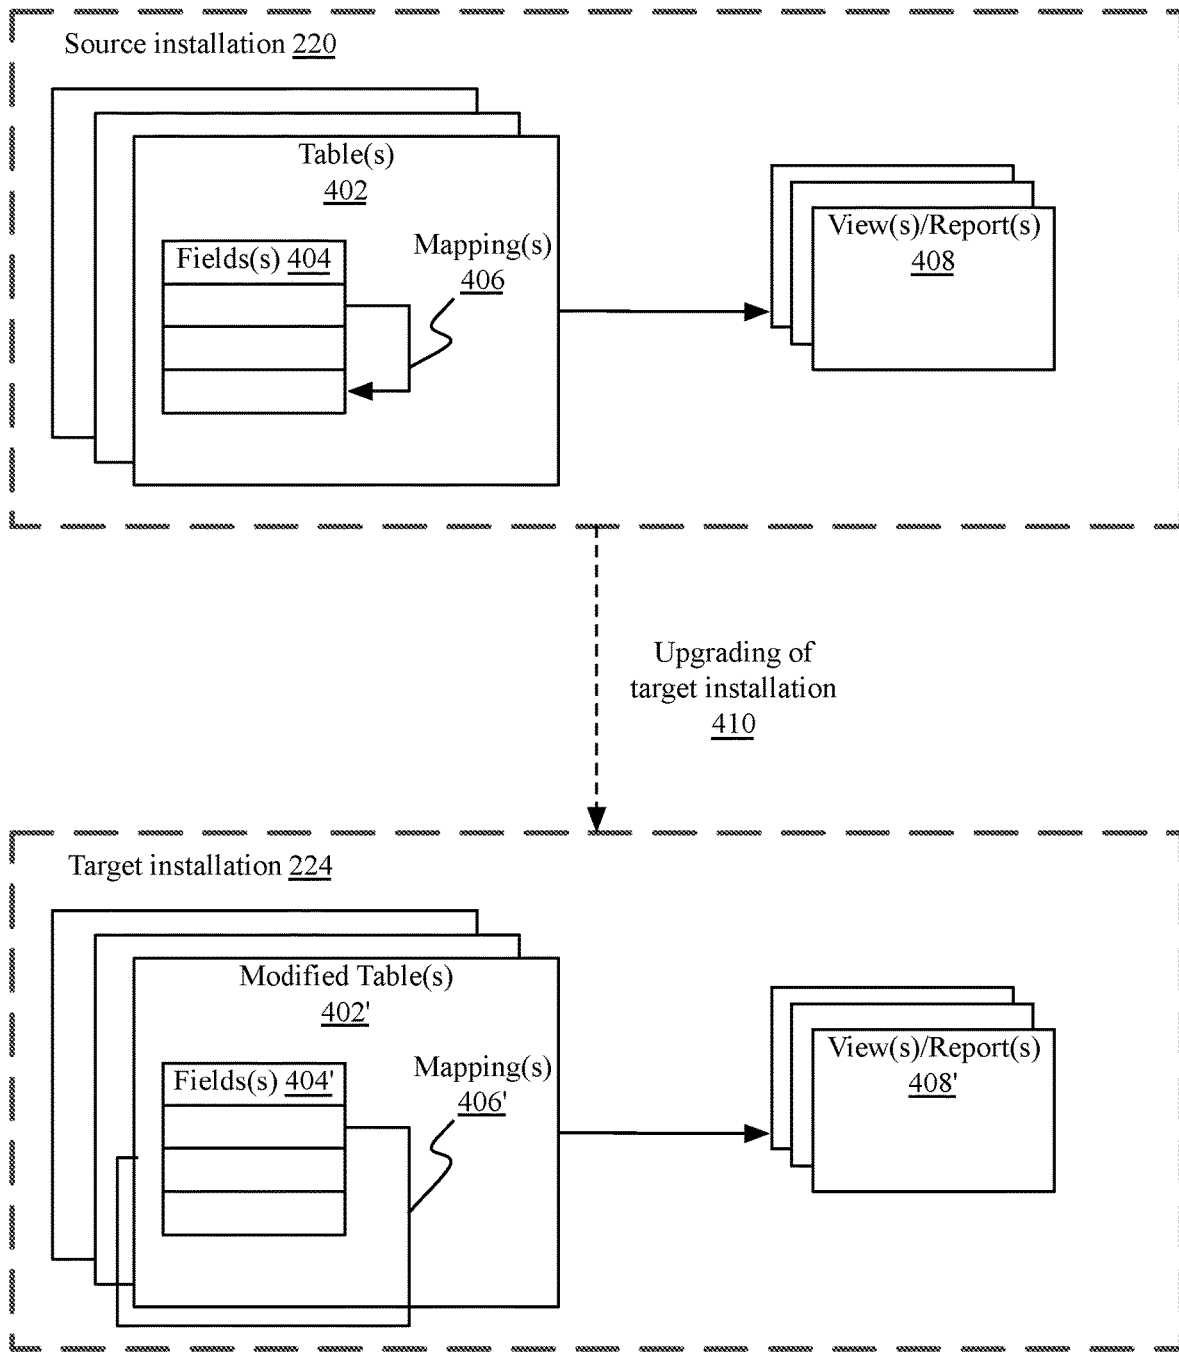 Source installation 220
Table(s)
402
Fields(s) 404
Mapping(s)
406
View(s)/Report(s)
408
Upgrading of
target installation
410
Target installation 224
Modified Table(s)
402'
Fields(s) 404'
Mapping(s)
406'
View(s)/Report(s)
408'